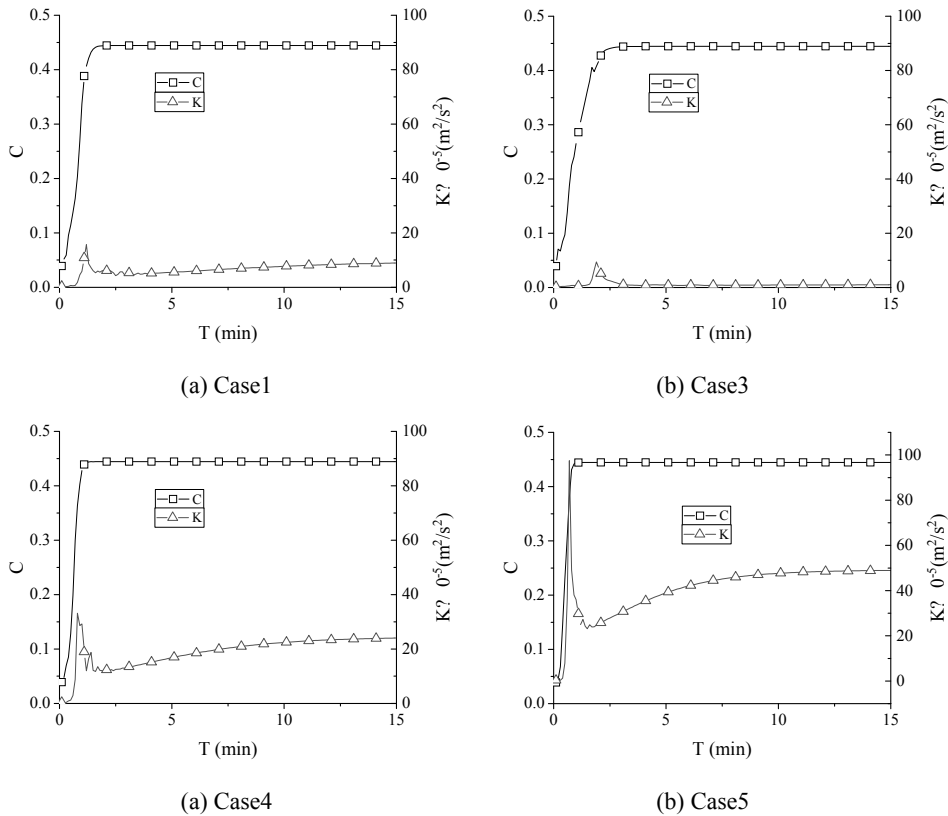 0.5
0.4
0.3
0.2
0.1
0.0
C
100
80
60
40
20
0
K? 0-5(m2/s2)
C
K
0 5 10 15
T (min)
(a) Case1
0.5
0.4
0.3
0.2
0.1
0.0
C
100
80
60
40
20
0
K? 0-5(m2/s2)
C
K
0 5 10 15
T (min)
(b) Case3
0.5
0.4
0.3
0.2
0.1
0.0
C
100
80
60
40
20
0
K? 0-5(m2/s2)
C
K
0 5 10 15
T (min)
(a) Case4
0.5
0.4
0.3
0.2
0.1
0.0
C
100
80
60
40
20
0
K? 0-5(m2/s2)
C
K
0 5 10 15
T (min)
(b) Case5